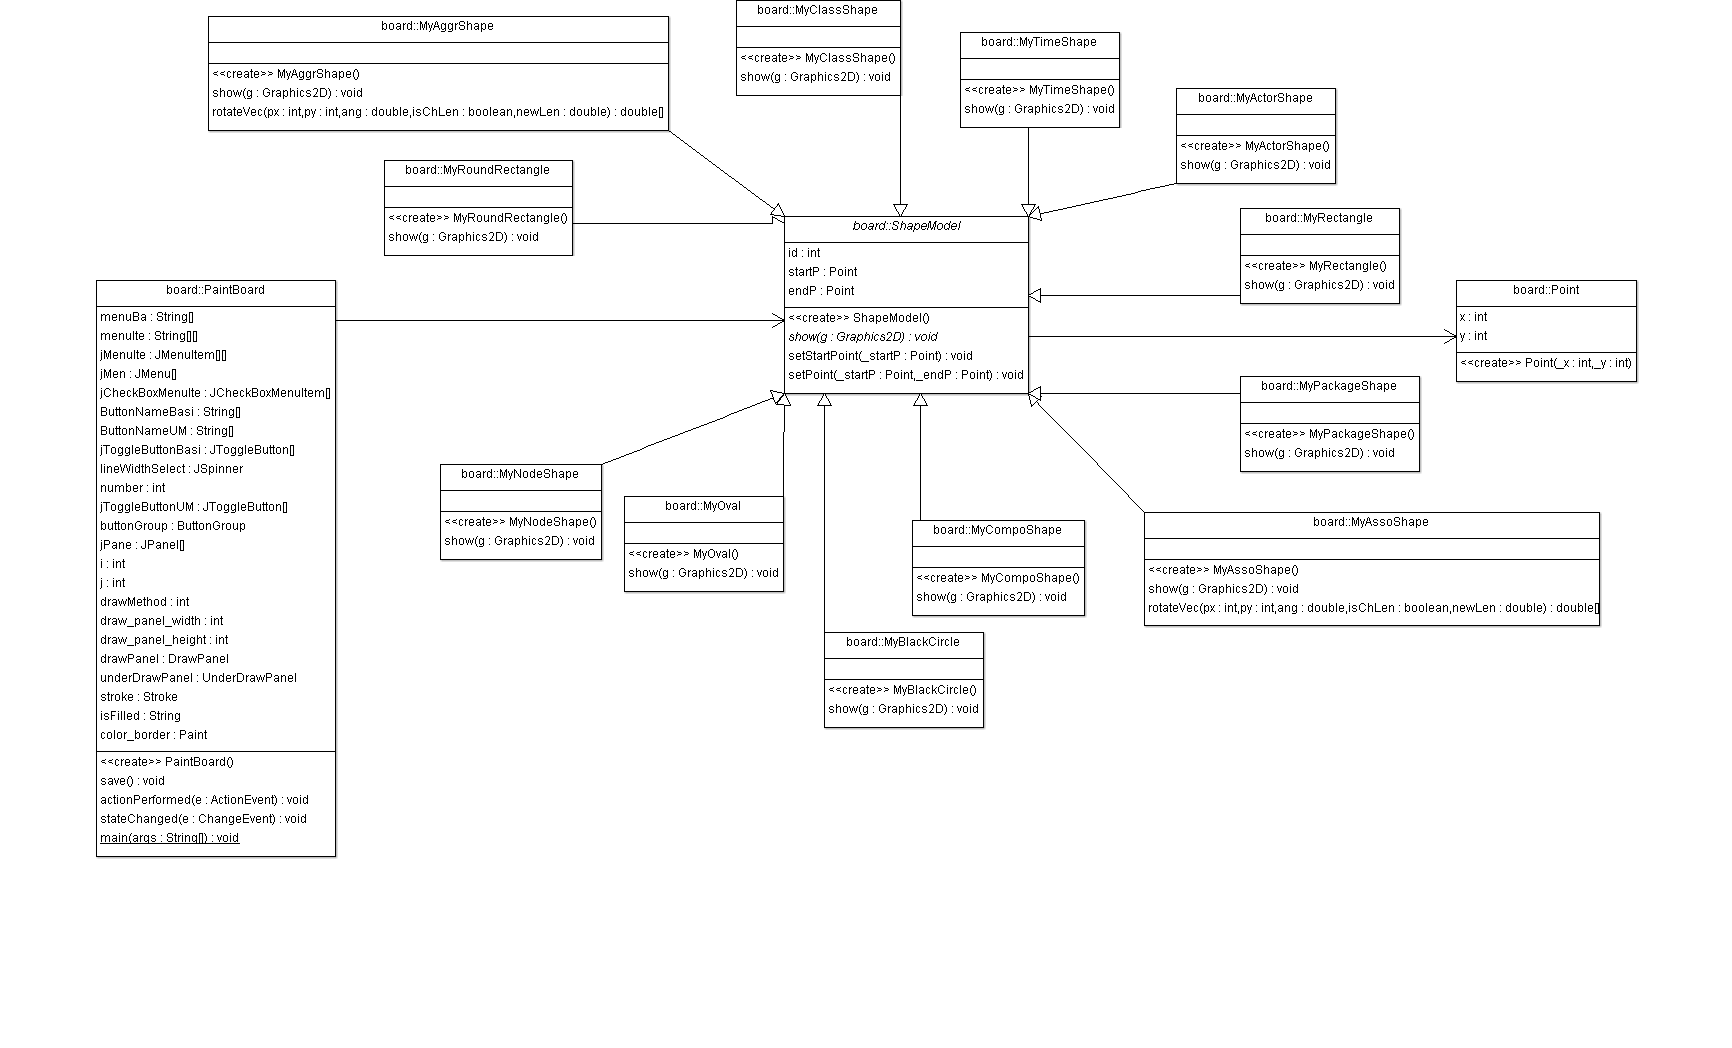 board::MyAggrShape
<<create>> MyAggrShape()
show(g : Graphics2D) : void
rotateVec(px : int,py : int,ang : double,isChLen : boolean,newLen : double) : double[]
board::MyClassShape
<<create>> MyClassShape()
show(g : Graphics2D) : void
board::MyTimeShape
<<create>> MyTimeShape()
show(g : Graphics2D) : void
board::MyActorShape
<<create>> MyActorShape()
show(g : Graphics2D) : void
board::MyRoundRectangle
<<create>> MyRoundRectangle()
show(g : Graphics2D) : void
board::ShapeModel
id : int
startP : Point
endP : Point
<<create>> ShapeModel()
show(g : Graphics2D) : void
setStartPoint(_startP : Point) : void
setPoint(_startP : Point,_endP : Point) : void
board::MyRectangle
<<create>> MyRectangle()
show(g : Graphics2D) : void
board::Point
x : int
y : int
<<create>> Point(_x : int,_y : int)
board::PaintBoard
menuBa : String[]
menuIte : String[][]
jMenuIte : JMenuItem[][]
jMen : JMenu[]
jCheckBoxMenuIte : JCheckBoxMenuItem[]
ButtonNameBasi : String[]
ButtonNameUM : String[]
jToggleButtonBasi : JToggleButton[]
lineWidthSelect : JSpinner
number : int
jToggleButtonUM : JToggleButton[]
buttonGroup : ButtonGroup
jPane : JPanel[]
i : int
j : int
drawMethod : int
draw_panel_width : int
draw_panel_height : int
drawPanel : DrawPanel
underDrawPanel : UnderDrawPanel
stroke : Stroke
isFilled : String
color_border : Paint
<<create>> PaintBoard()
save() : void
actionPerformed(e : ActionEvent) : void
stateChanged(e : ChangeEvent) : void
main(args : String[]) : void
board::MyPackageShape
<<create>> MyPackageShape()
show(g : Graphics2D) : void
board::MyNodeShape
<<create>> MyNodeShape()
show(g : Graphics2D) : void
board::MyOval
<<create>> MyOval()
show(g : Graphics2D) : void
board::MyCompoShape
<<create>> MyCompoShape()
show(g : Graphics2D) : void
board::MyAssoShape
<<create>> MyAssoShape()
show(g : Graphics2D) : void
rotateVec(px : int,py : int,ang : double,isChLen : boolean,newLen : double) : double[]
board::MyBlackCircle
<<create>> MyBlackCircle()
show(g : Graphics2D) : void